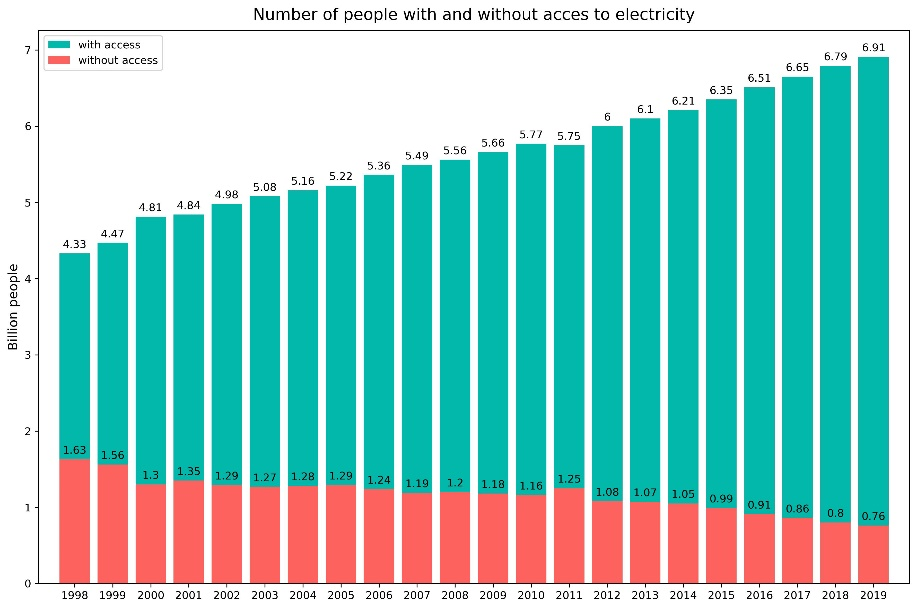 Number of people with and without acces to electricity
with access
without access
Billion people
7
6
5
4
3
2
1
0
4.33 4.47 4.81 4.84 4.98 5.08 5.16 5.22 5.36 5.49 5.56 5.66 5.77 5.75 6 6.1 6.21 6.35 6.51 6.65 6.79 6.91
1.63 1.56 1.3 1.35 1.29 1.27 1.28 1.29 1.24 1.19 1.2 1.18 1.16 1.25 1.08 1.07 1.05 0.99 0.91 0.86 0.8 0.76
1998 1999 2000 2001 2002 2003 2004 2005 2006 2007 2008 2009 2010 2011 2012 2013 2014 2015 2016 2017 2018 2019